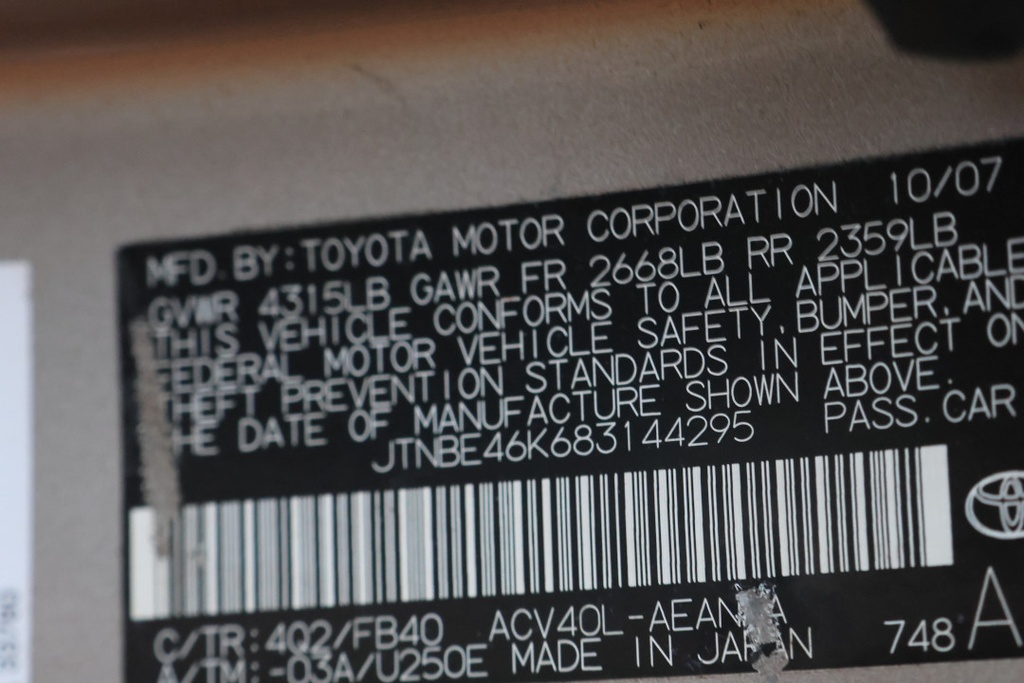 MFD. BY: TOYOTA MOTOR CORPORATION 10/07
GVWR 4315LB GAWR FR 2668LB RR 2359LB
THIS VEHICLE CONFORMS TO ALL APPLICABLE
FEDERAL MOTOR VEHICLE SAFETY, BUMPER, AND
THEFT PREVENTION STANDARDS IN EFFECT ON
THE DATE OF MANUFACTURE SHOWN ABOVE.
JTNBE46K683144295 PASS. CAR
C/TR: 4Q2/FB40 ACV40L-AEAN A
A/TM: -03A/U250E MADE IN JAPAN 748 A